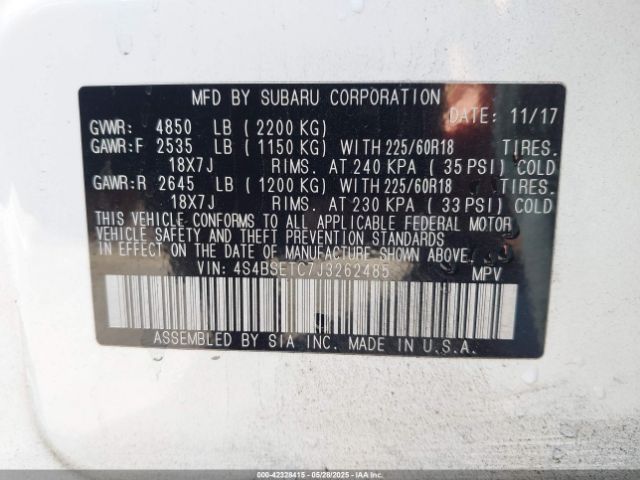 MFD BY SUBARU CORPORATION
DATE: 11/17
GVWR: 4850 LB (2200 KG)
GAWR:F 2535 LB (1150 KG) WITH 225/60R18 TIRES.
18X7J RIMS. AT 240 KPA (35 PSI) COLD
GAWR:R 2645 LB (1200 KG) WITH 225/60R18 TIRES.
18X7J RIMS. AT 230 KPA (33 PSI) COLD
THIS VEHICLE CONFORMS TO ALL APPLICABLE FEDERAL MOTOR
VEHICLE SAFETY AND THEFT PREVENTION STANDARDS
IN EFFECT ON THE DATE OF MANUFACTURE SHOWN ABOVE.
VIN: 4S4BSETC7J3262485 MPV
ASSEMBLED BY SIA INC. MADE IN U.S.A.
000-42328415 - 05/28/2025 - IAAI.COM